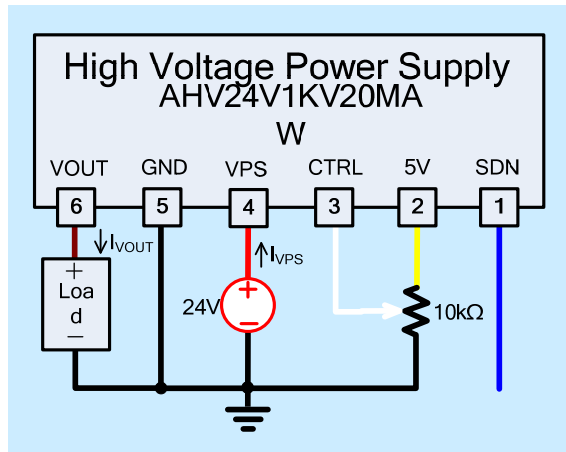 High Voltage Power Supply
AHV24V1KV20MA
W
VOUT GND VPS CTRL 5V SDN
6 5 4 3 2 1
↓IVOUT ↑IVPS
+
Loa
d
−
24V
+
−
10kΩ